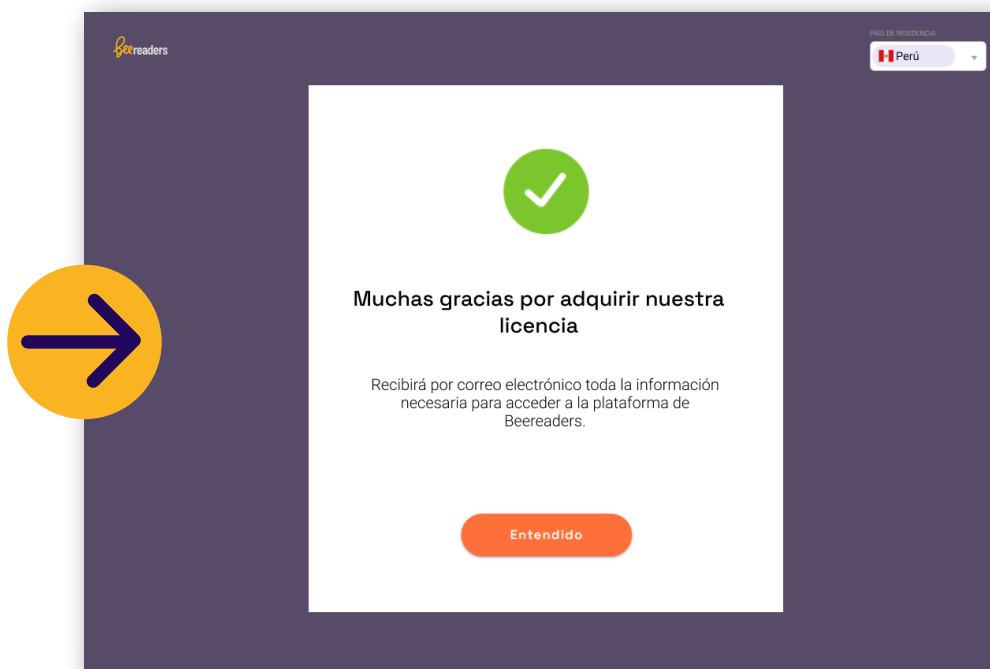 Beereaders
PAÍS DE RESIDENCIA
Perú
Muchas gracias por adquirir nuestra
licencia
Recibirá por correo electrónico toda la información
necesaria para acceder a la plataforma de
Beereaders.
Entendido